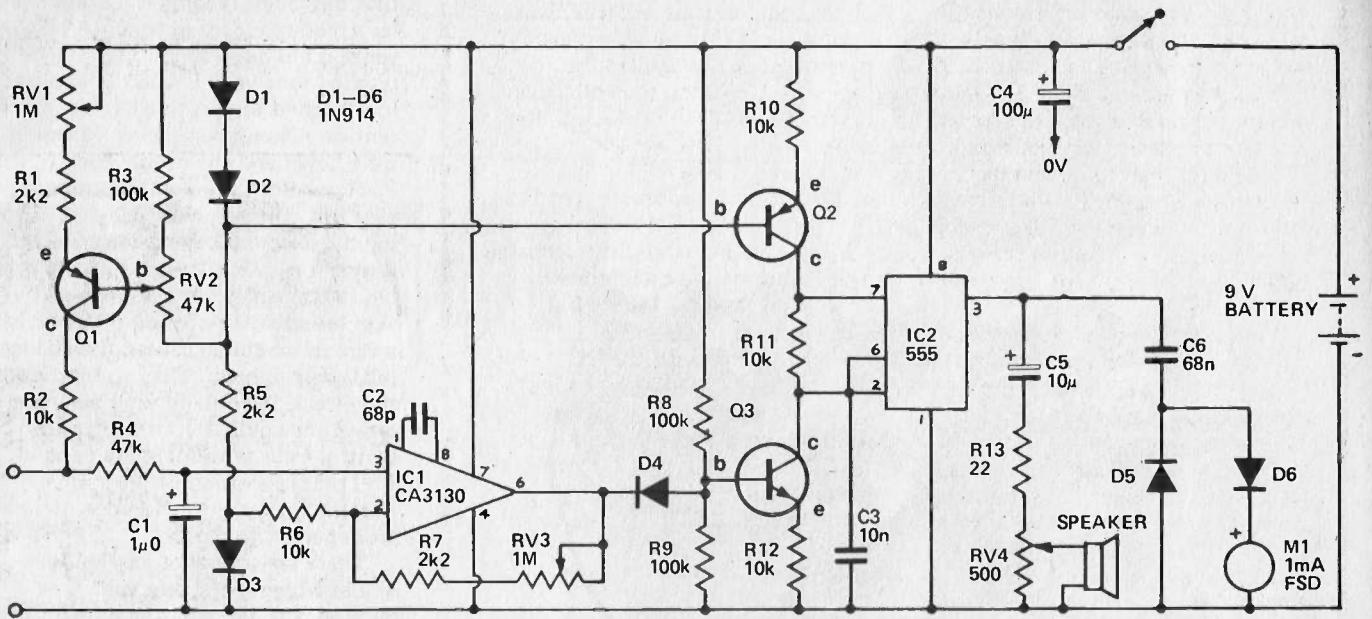 RV1
1M
D1
D1–D6
1N914
R10
10k
C4
100μ
+
0V
R1
2k2
R3
100k
D2
e
b
Q2
c
e
b
RV2
47k
c
Q1
7
8
3
IC2
555
6
2
1
9 V
BATTERY
+
-
R11
10k
+
C5
10μ
C6
68n
R2
10k
R5
2k2
C2
68p
R8
100k
Q3
R4
47k
1
8
3
IC1
CA3130
7
6
2
4
c
b
e
R13
22
D5
D6
+
C1
1μ0
D4
C3
10n
SPEAKER
R6
10k
R7
2k2
RV3
1M
R9
100k
R12
10k
RV4
500
+
M1
1mA
FSD
D3